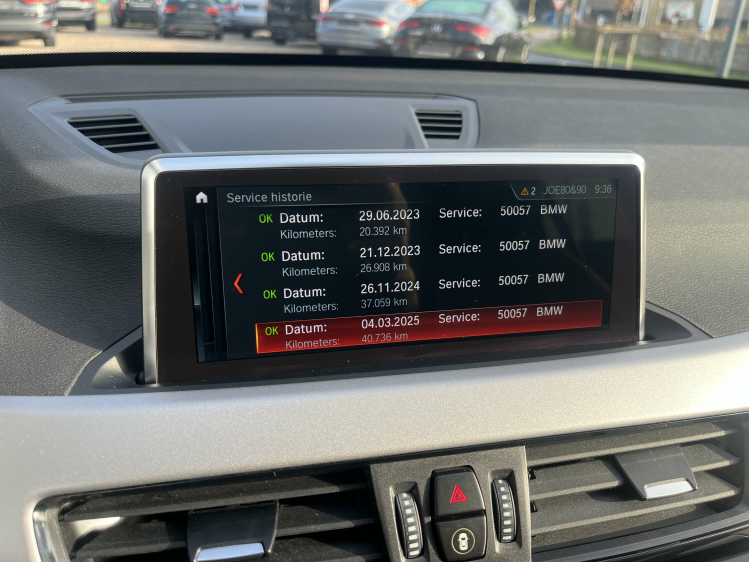 Service historie 2 JOE80&90 9:36
OK Datum: 29.06.2023 Service: 50057 BMW
Kilometers: 20.392 km
OK Datum: 21.12.2023 Service: 50057 BMW
Kilometers: 26.908 km
OK Datum: 26.11.2024 Service: 50057 BMW
Kilometers: 37.059 km
OK Datum: 04.03.2025 Service: 50057 BMW
Kilometers: 40.736 km